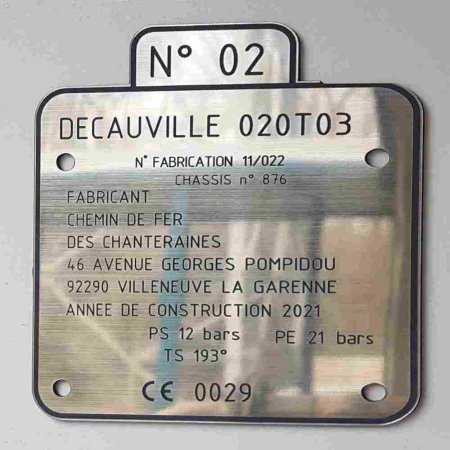 N° 02
DECAUVILLE 020T03
N° FABRICATION 11/022
CHASSIS n° 876
FABRICANT
CHEMIN DE FER
DES CHANTERAINES
46 AVENUE GEORGES POMPIDOU
92290 VILLENEUVE LA GARENNE
ANNEE DE CONSTRUCTION 2021
PS 12 bars PE 21 bars
TS 193°
CE 0029